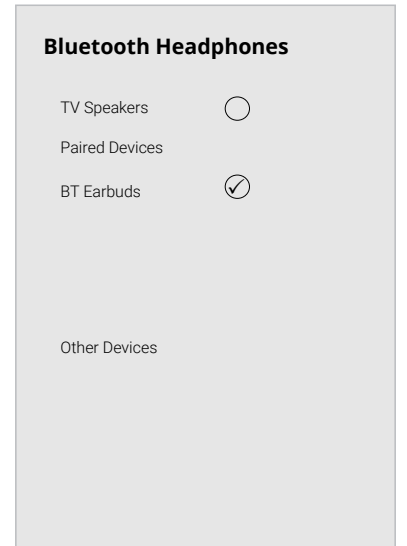 Bluetooth Headphones
TV Speakers
Paired Devices
BT Earbuds
Other Devices